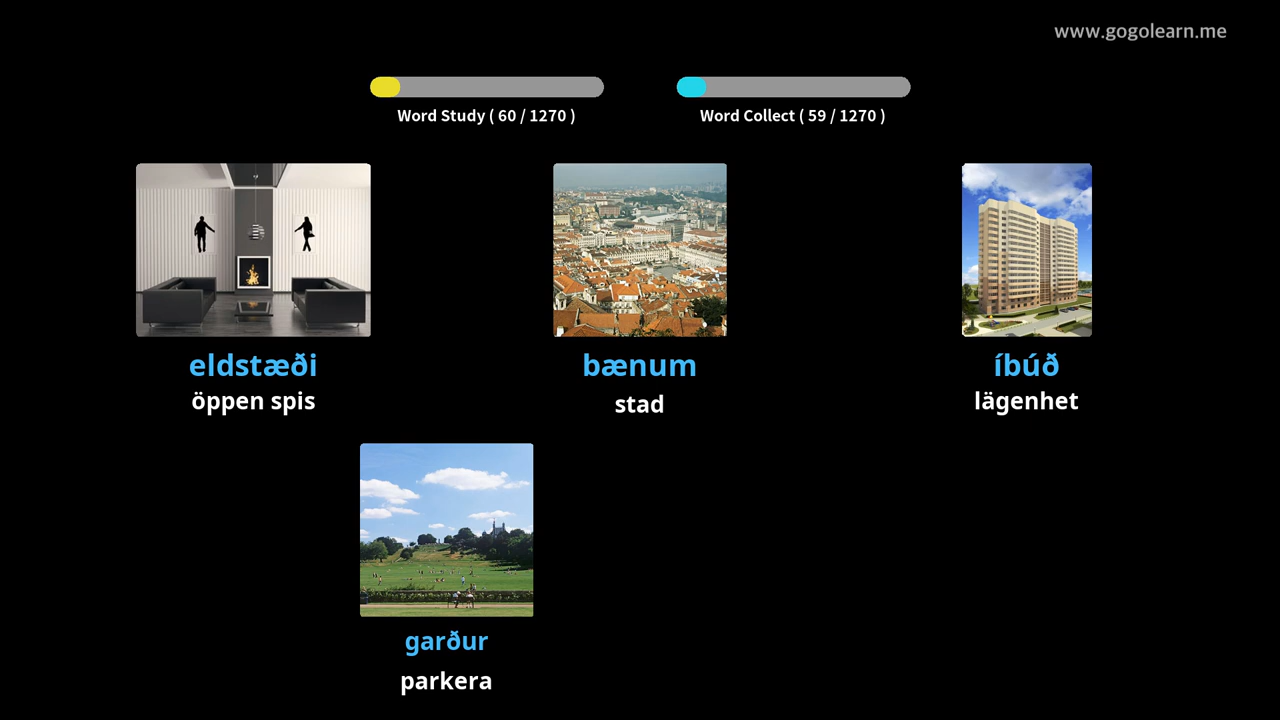 www.gogolearn.me
Word Study ( 60 / 1270 )
Word Collect ( 59 / 1270 )
eldstæði
öppen spis
bænum
stad
íbúð
lägenhet
garður
parkera